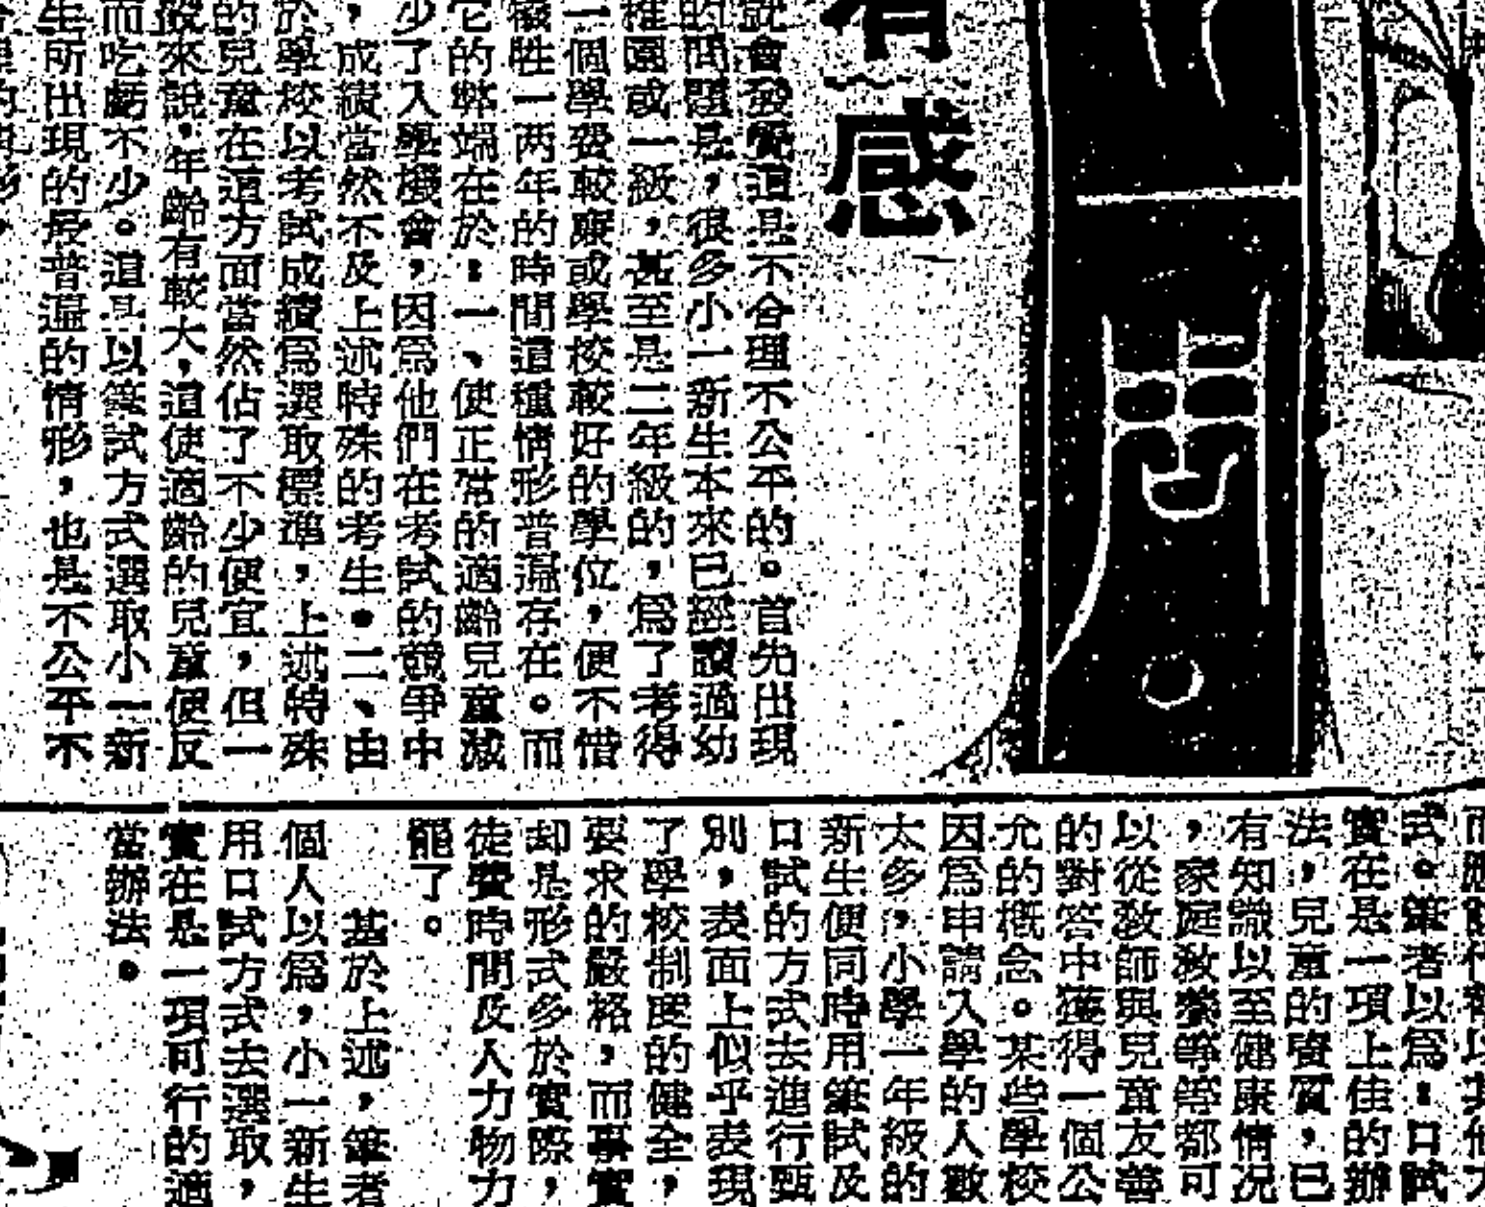 有感
就會發覺這是不合理不公平的。首先出現
的問題是，很多小一新生本來已經讀過幼
稚園或一級，甚至是二年級的，爲了考得
一個學費較廉或學校較好的學位，便不惜
犧牲一两年的時間這種情形普遍存在。而
它的弊端在於：一、使正常的適齡兒童減
少了入學機會，因爲他們在考試的競爭中
，成績當然不及上述特殊的考生。二、由
於學校以考試成績爲選取標準，上述特殊
的兒童在這方面當然佔了不少便宜，但一
般來說，年齡有較大，這使適齡的兒童便反
而吃虧不少。這是以筆試方式選取小一新
生所出現的最普遍的情形，也是不公平不
式。筆者以爲：口試
實在是一項上佳的辦
法，兒童的資質，已
有知識以至健康情況
，家庭教養等等都可
以從敎師與兒童友善
的對答中獲得一個公
允的概念。某些學校
因爲申請入學的人數
太多，小學一年級的
新生便同時用筆試及
口試的方式去進行甄
別，表面上似乎表現
了學校制度的健全，
要求的嚴格，而事實
却是形式多於實際，
徒費時間及人力物力
罷了。
基於上述，筆者
個人以爲，小一新生
用口試方式去選取，
實在是一項可行的適
當辦法。